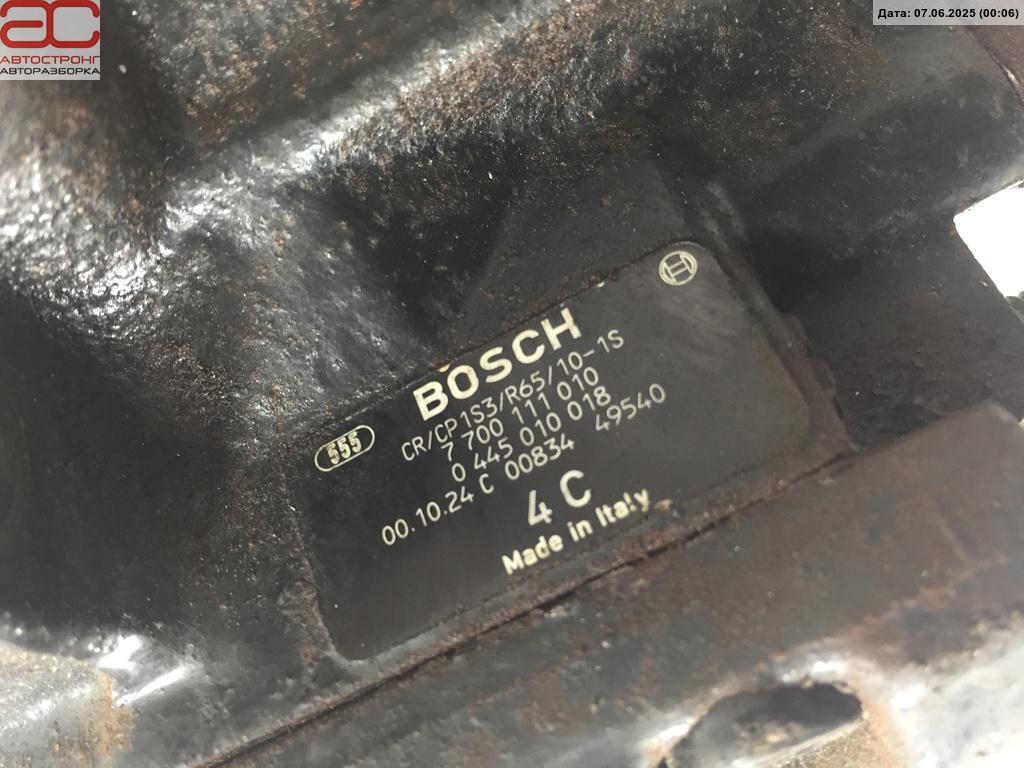 ac
АВТОСТРОНГ
АВТОРАЗБОРКА
Дата: 07.06.2025 (00:06)
BOSCH
555
CR/CP1S3/R65/10-1S
7 700 111 010
0 445 010 018
00.10.24 C 00834 49540
4 C
Made in Italy